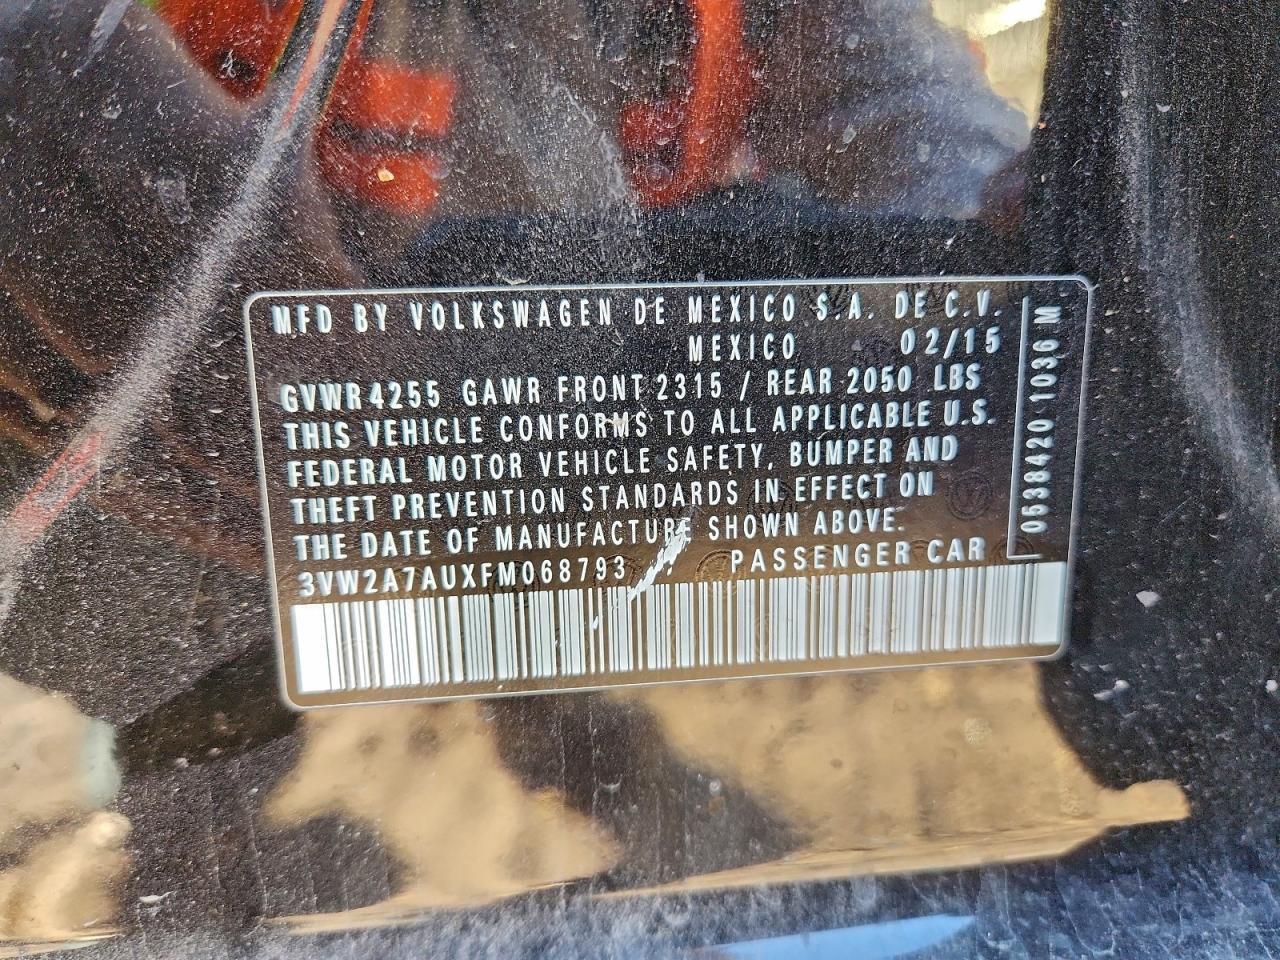 MFD BY VOLKSWAGEN DE MEXICO S.A. DE C.V.
MEXICO 02/15
GVWR 4255 GAWR FRONT 2315 / REAR 2050 LBS
THIS VEHICLE CONFORMS TO ALL APPLICABLE U.S.
FEDERAL MOTOR VEHICLE SAFETY, BUMPER AND
THEFT PREVENTION STANDARDS IN EFFECT ON
THE DATE OF MANUFACTURE SHOWN ABOVE.
3VW2A7AUXFM068793 PASSENGER CAR
0538420 1036 M